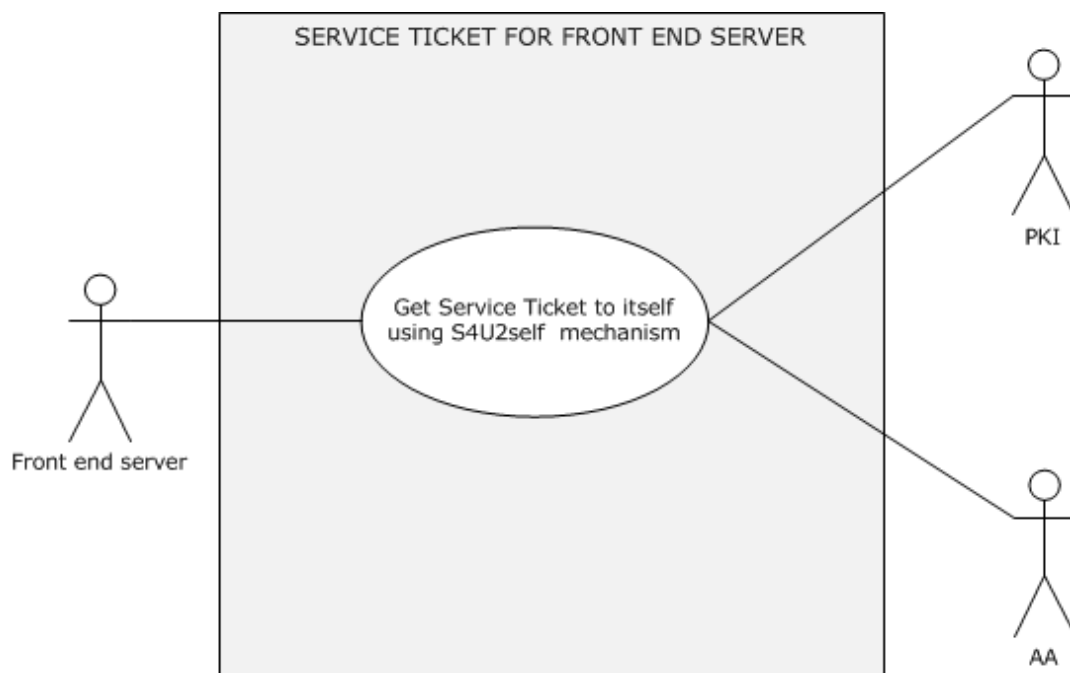 SERVICE TICKET FOR FRONT END SERVER
PKI
Get Service Ticket to itself
using S4U2self mechanism
Front end server
AA